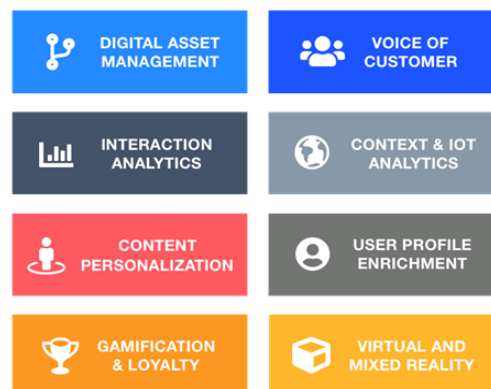 DIGITAL ASSET
MANAGEMENT
VOICE OF
CUSTOMER
INTERACTION
ANALYTICS
CONTEXT & IOT
ANALYTICS
CONTENT
PERSONALIZATION
USER PROFILE
ENRICHMENT
GAMIFICATION
& LOYALTY
VIRTUAL AND
MIXED REALITY